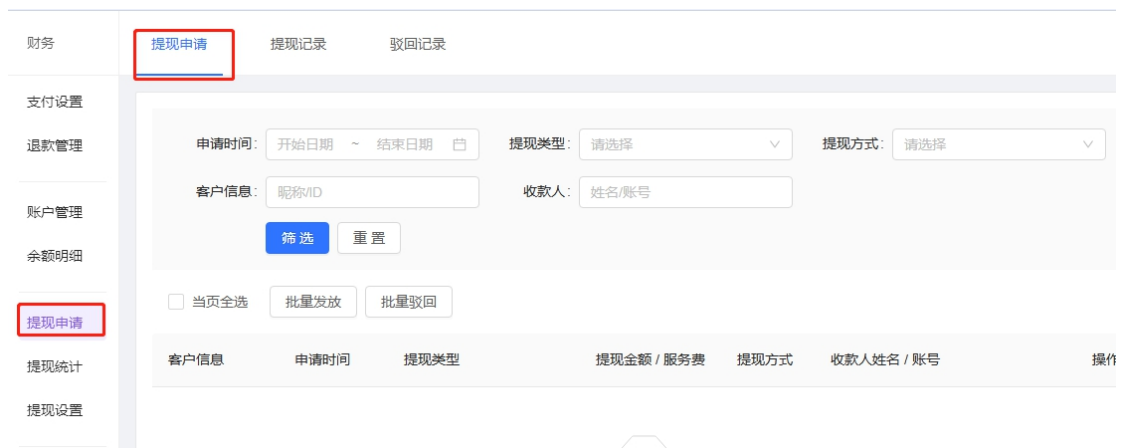 财务
提现申请 提现记录 驳回记录
支付设置
退款管理
账户管理
余额明细
提现申请
提现统计
提现设置
申请时间: 开始日期 ~ 结束日期 提现类型: 请选择 提现方式: 请选择
客户信息: 昵称/ID 收款人: 姓名/账号
筛选 重置
当页全选 批量发放 批量驳回
客户信息 申请时间 提现类型 提现金额 / 服务费 提现方式 收款人姓名 / 账号 操作